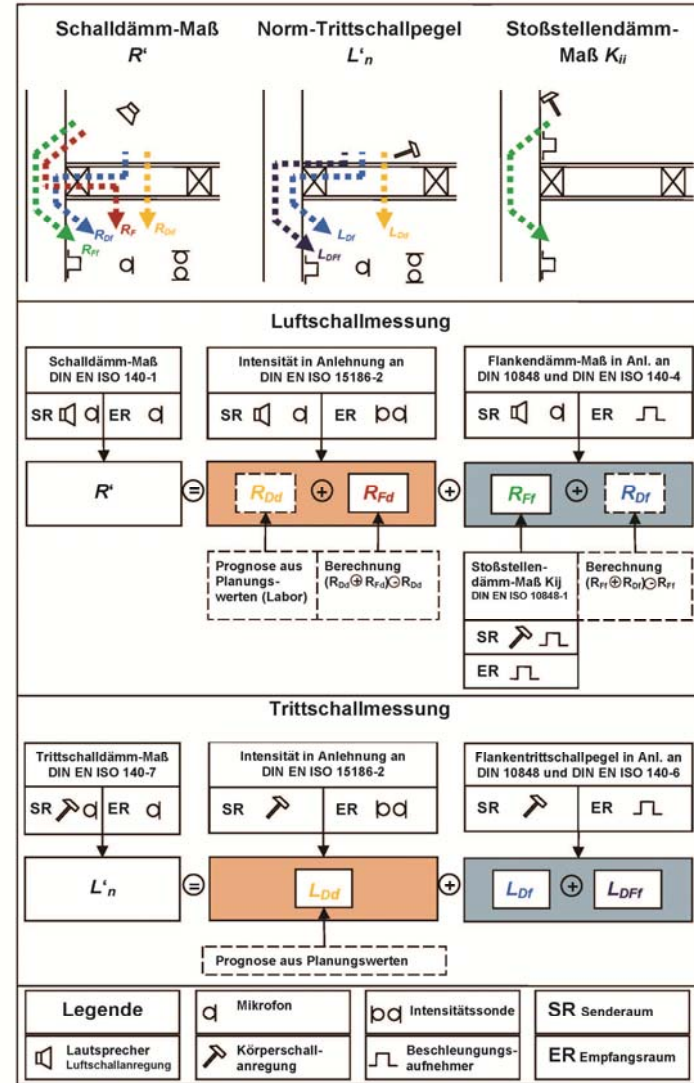 Schalldämm-Maß
R‘
Norm-Trittschallpegel
L‘n
Stoßstellendämm-
Maß Kii
RFf
RDf
RF
RDd
LDFf
LDf
LDd
Luftschallmessung
Schalldämm-Maß
DIN EN ISO 140-1
SR
ER
Intensität in Anlehnung an
DIN EN ISO 15186-2
SR
ER
Flankendämm-Maß in Anl. an
DIN 10848 und DIN EN ISO 140-4
SR
ER
R‘ = RDd + RFd + RFf + RDf
Prognose aus
Planungs-
werten (Labor)
Berechnung
(RDd⊕RFd)⊖RDd
Stoßstellen-
dämm-Maß Kij
DIN EN ISO 10848-1
SR
ER
Berechnung
(RFf⊕RDf)⊖RFf
Trittschallmessung
Trittschalldämm-Maß
DIN EN ISO 140-7
SR
ER
Intensität in Anlehnung an
DIN EN ISO 15186-2
SR
ER
Flankentrittschallpegel in Anl. an
DIN 10848 und DIN EN ISO 140-6
SR
ER
L‘n = LDd + LDf + LDFf
Prognose aus Planungswerten
Legende
Mikrofon
Intensitätssonde
SR Senderaum
Lautsprecher
Luftschallanregung
Körperschall-
anregung
Beschleunigungs-
aufnehmer
ER Empfangsraum